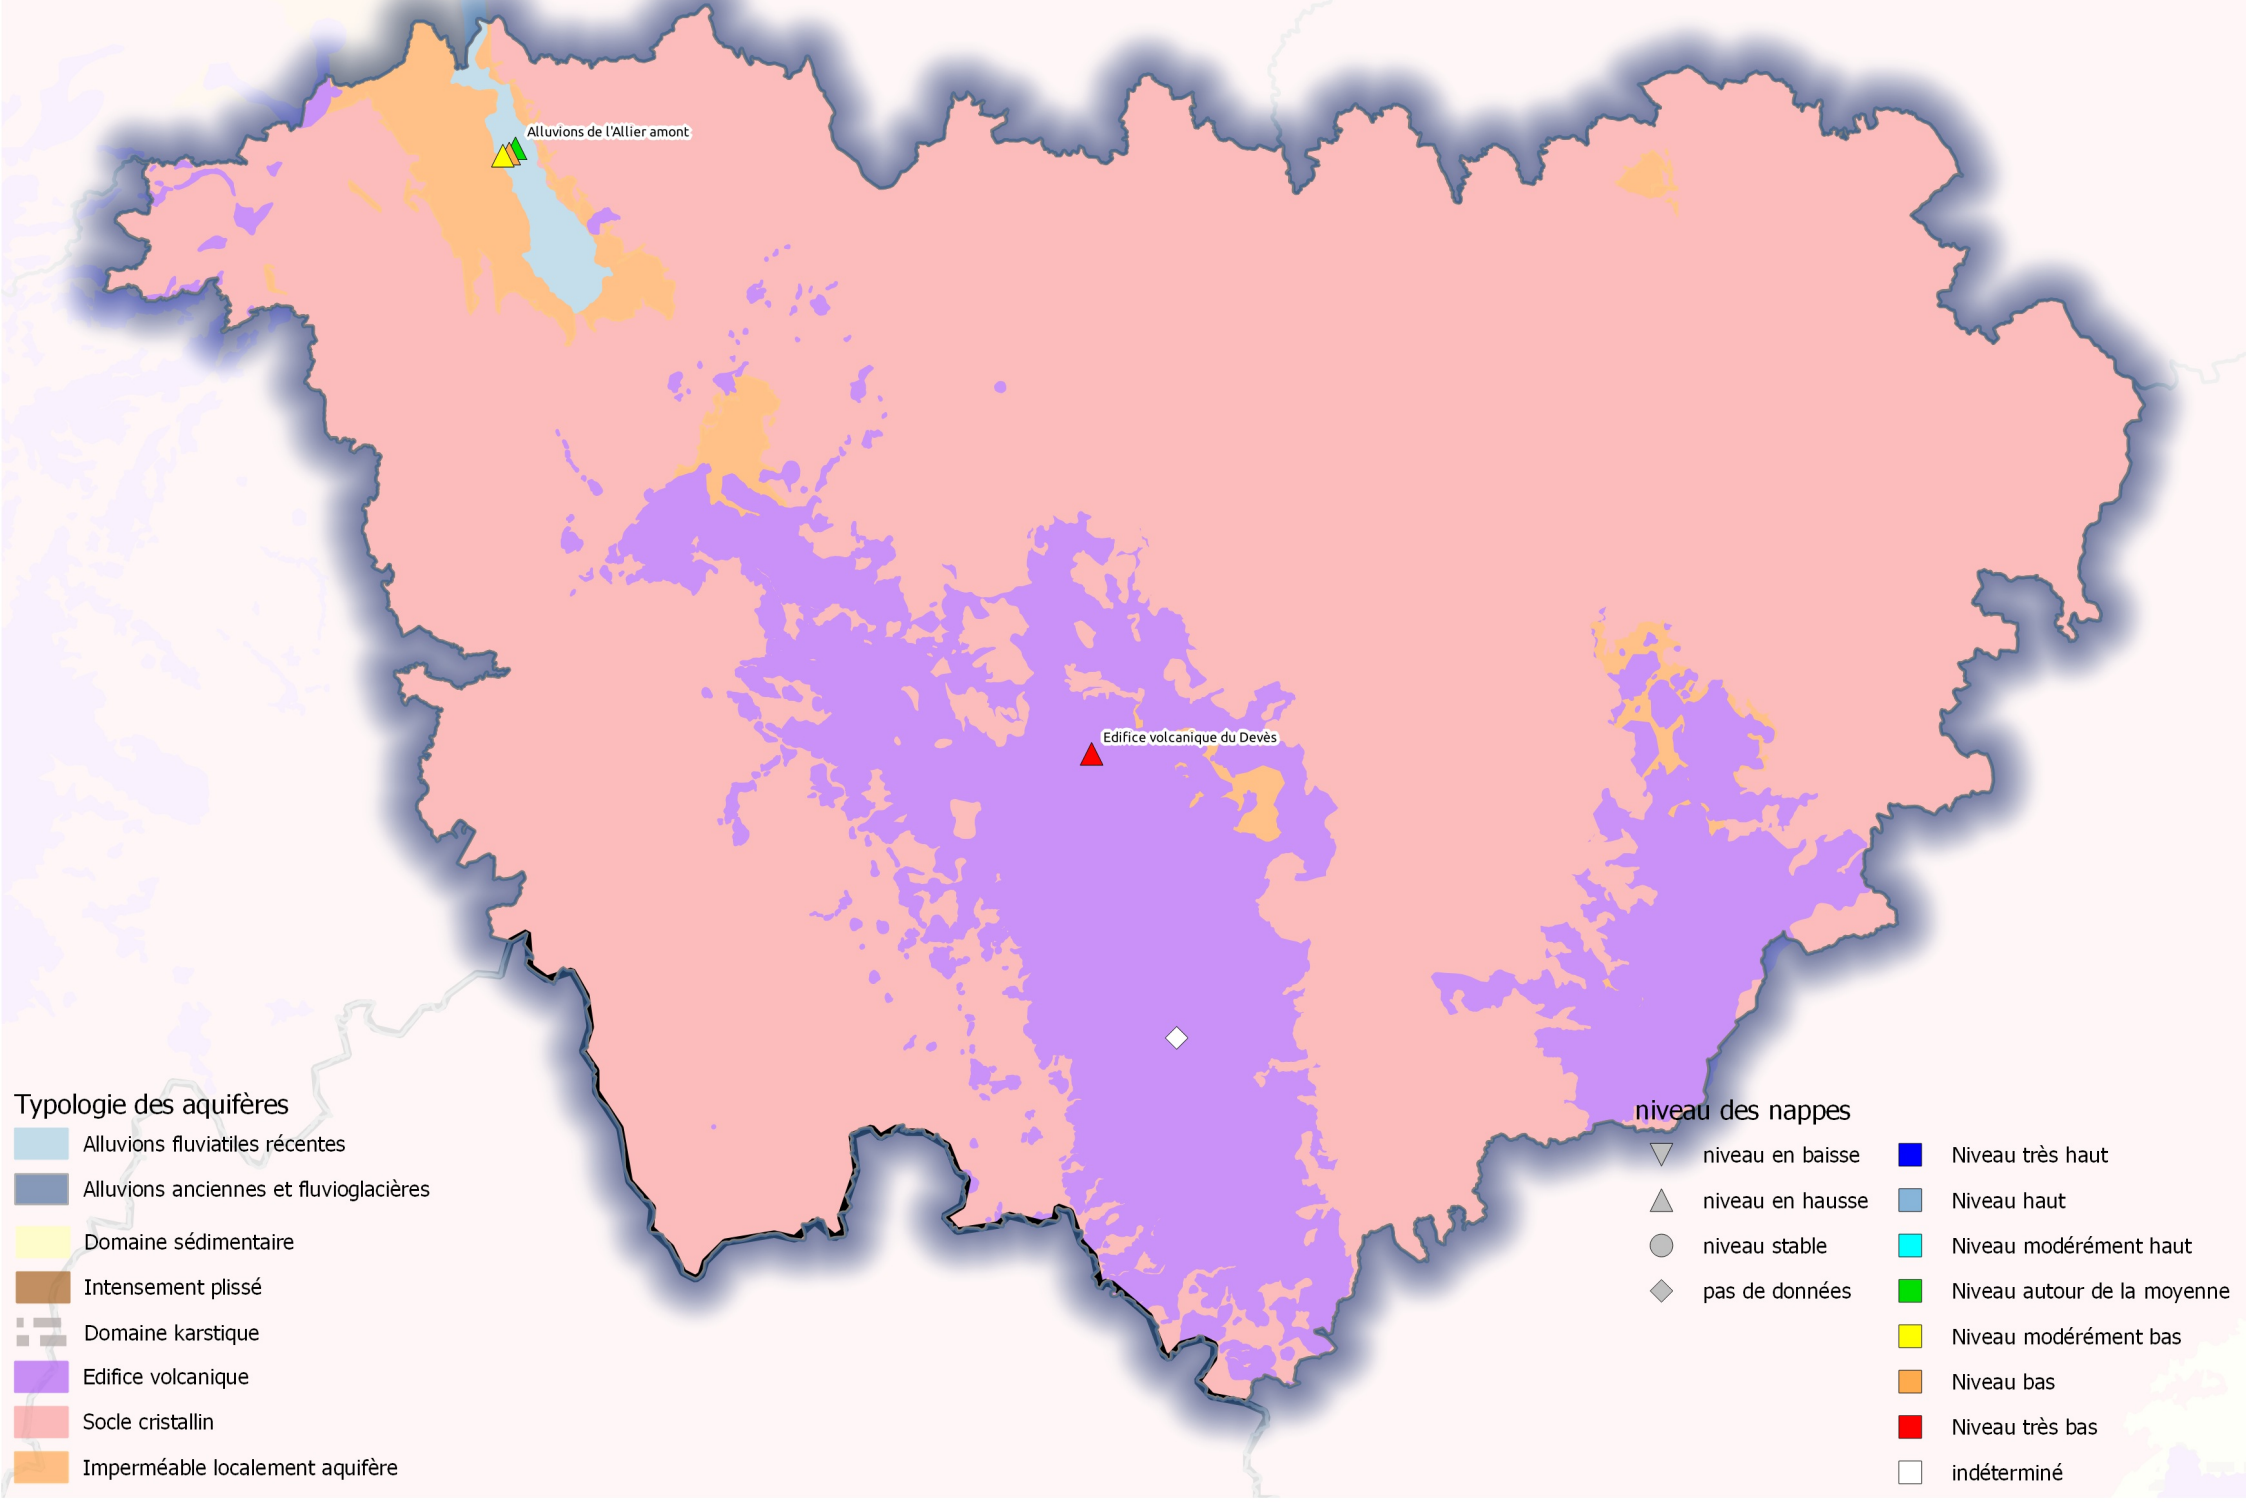 Alluvions de l'Allier amont
Edifice volcanique du Devès
Typologie des aquifères
Alluvions fluviatiles récentes
Alluvions anciennes et fluvioglacières
Domaine sédimentaire
Intensement plissé
Domaine karstique
Edifice volcanique
Socle cristallin
Imperméable localement aquifère
niveau des nappes
niveau en baisse
niveau en hausse
niveau stable
pas de données
Niveau très haut
Niveau haut
Niveau modérément haut
Niveau autour de la moyenne
Niveau modérément bas
Niveau bas
Niveau très bas
indéterminé